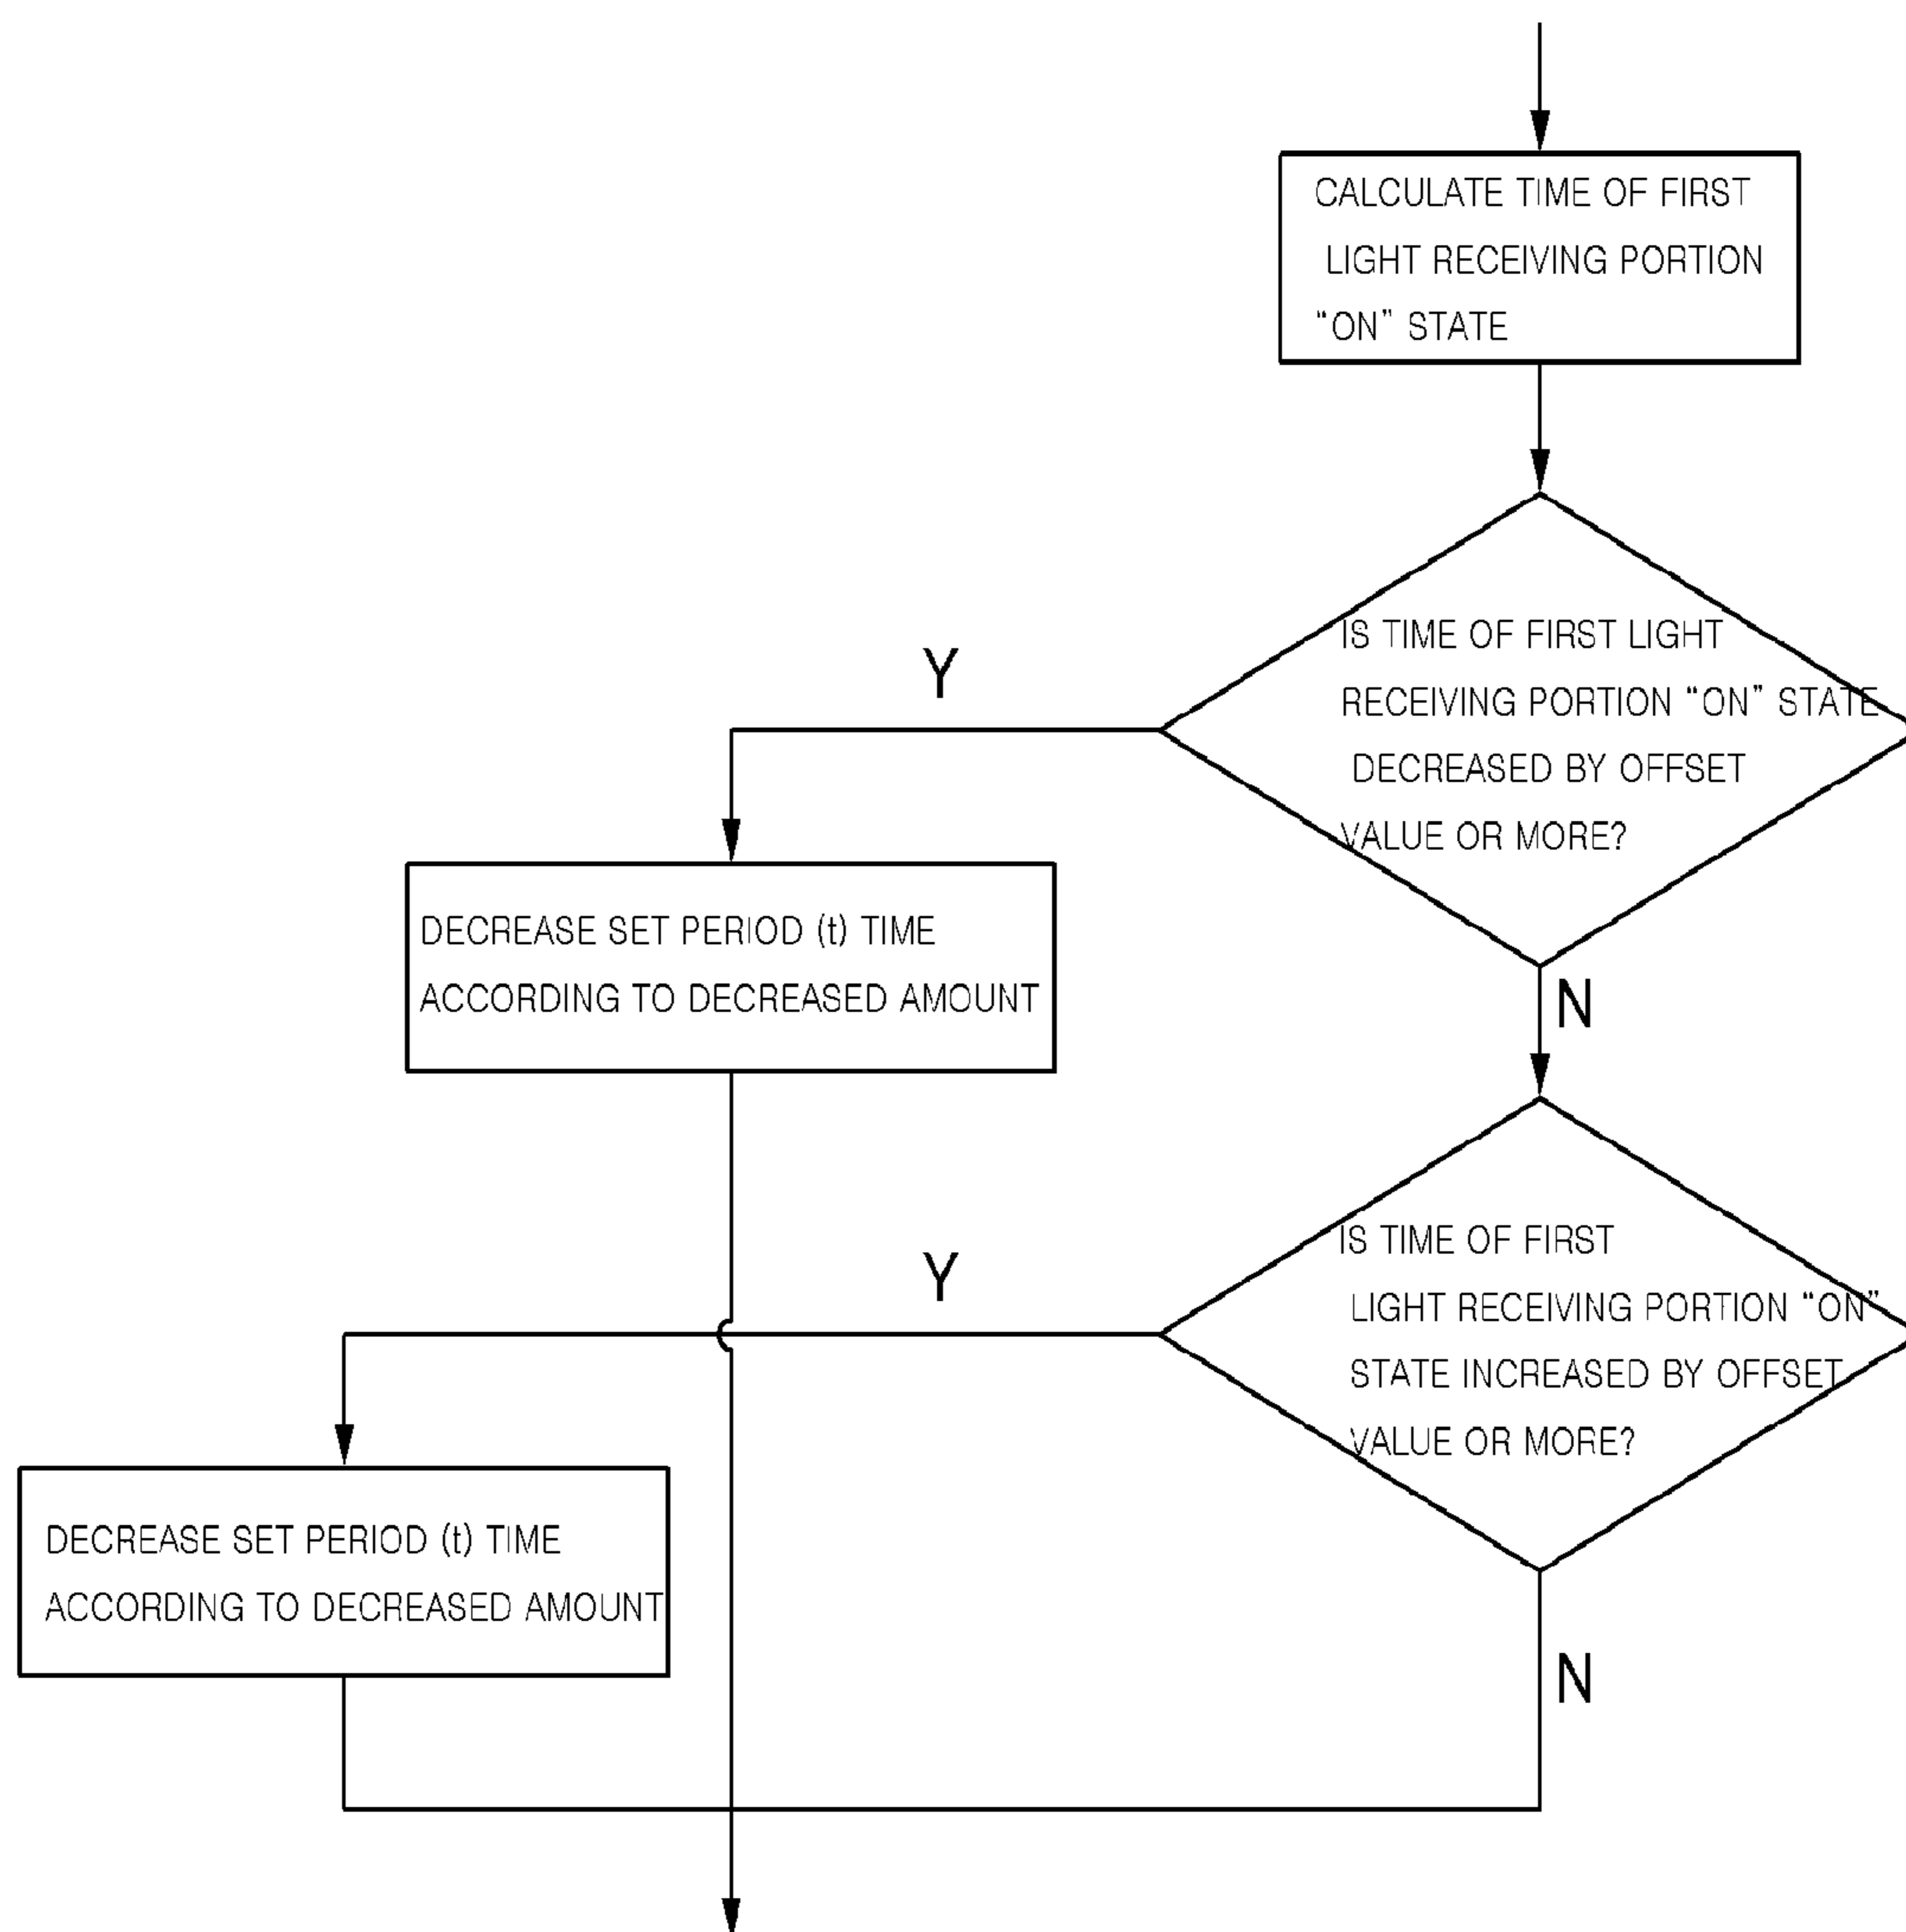 CALCULATE TIME OF FIRST
LIGHT RECEIVING PORTION
“ON” STATE
IS TIME OF FIRST LIGHT
RECEIVING PORTION “ON” STATE
DECREASED BY OFFSET
VALUE OR MORE?
Y
DECREASE SET PERIOD (t) TIME
ACCORDING TO DECREASED AMOUNT
N
IS TIME OF FIRST
LIGHT RECEIVING PORTION “ON”
STATE INCREASED BY OFFSET
VALUE OR MORE?
Y
DECREASE SET PERIOD (t) TIME
ACCORDING TO DECREASED AMOUNT
N